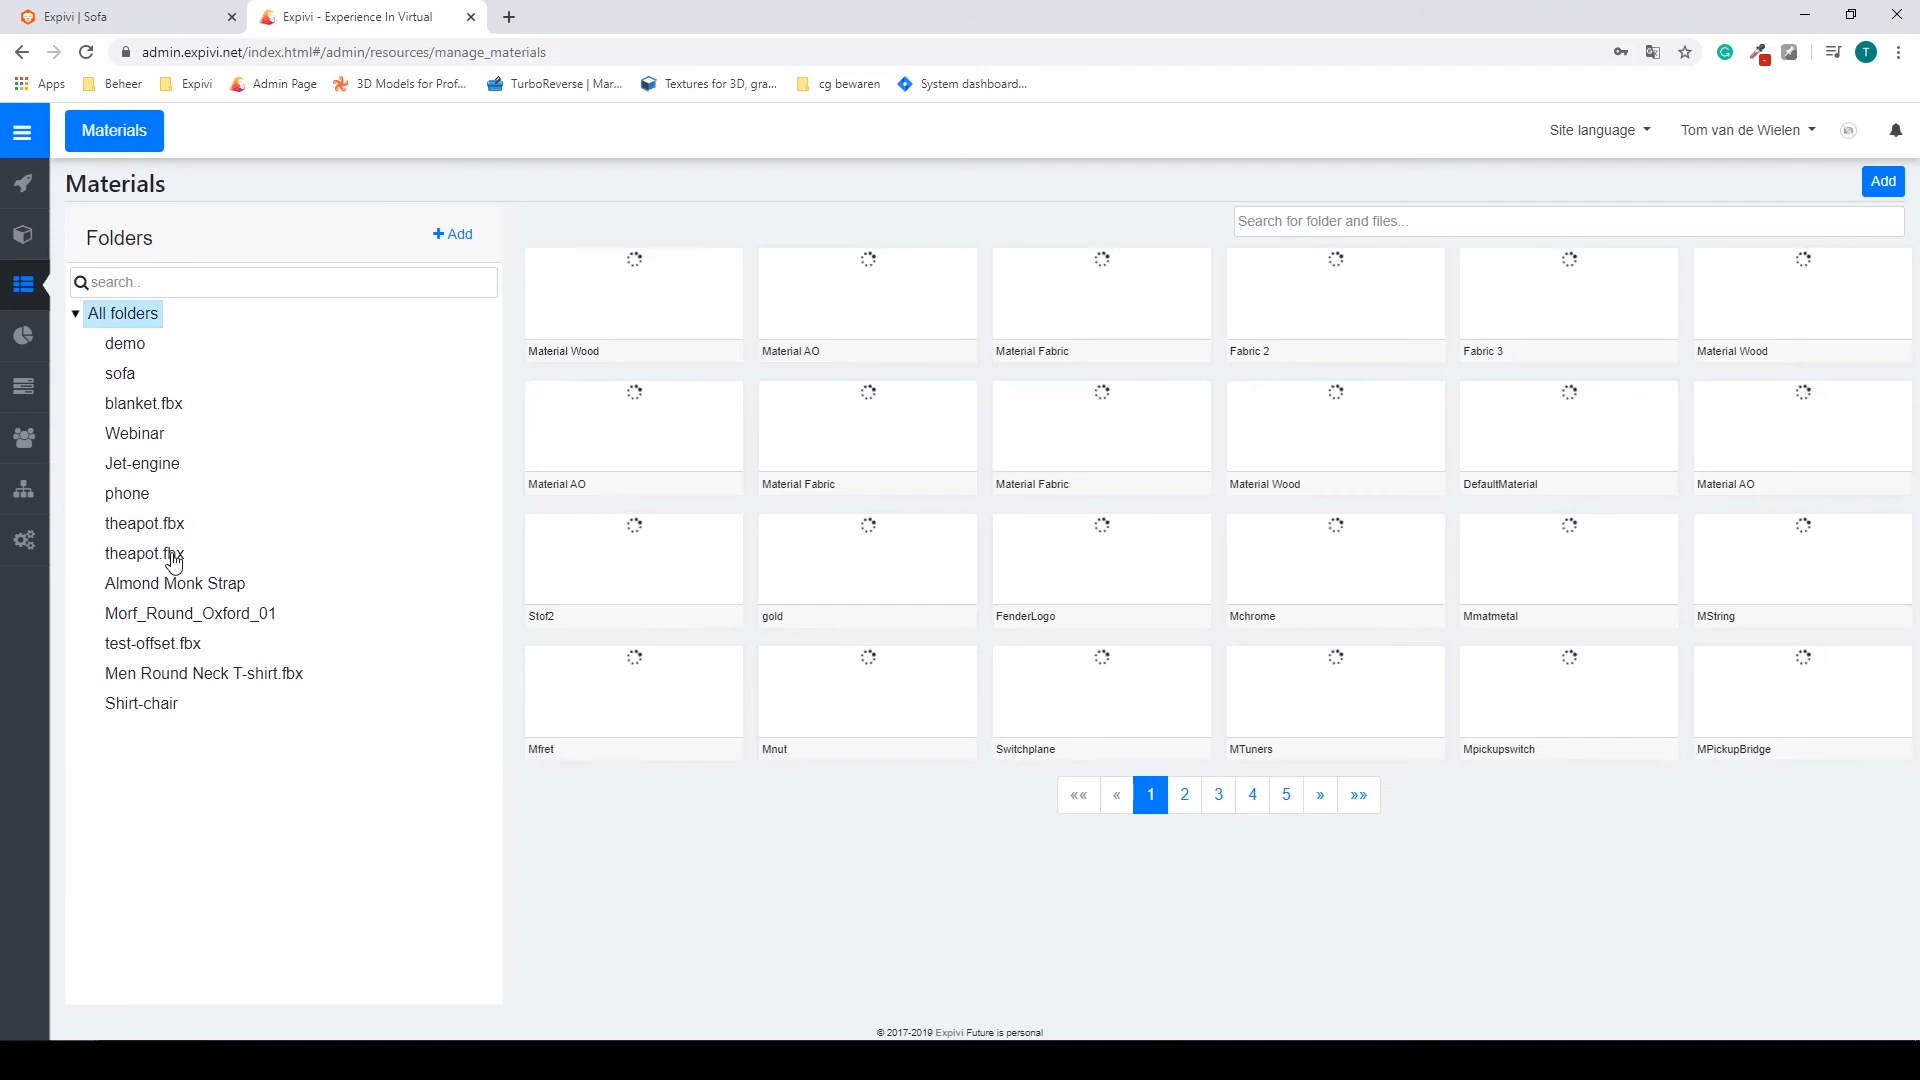 Expivi | Sofa
Expivi - Experience In Virtual
admin.expivi.net/index.html#/admin/resources/manage_materials
T
Apps
Beheer
Expivi
Admin Page
3D Models for Prof...
TurboReverse | Mar...
Textures for 3D, gra...
cg bewaren
System dashboard...
Materials
Site language
Tom van de Wielen
Materials
Add
Folders
+ Add
Search for folder and files...
search..
All folders
demo
sofa
blanket.fbx
Webinar
Jet-engine
phone
theapot.fbx
theapot.fbx
Almond Monk Strap
Morf_Round_Oxford_01
test-offset.fbx
Men Round Neck T-shirt.fbx
Shirt-chair
Material Wood
Material AO
Material Fabric
Fabric 2
Fabric 3
Material Wood
Material AO
Material Fabric
Material Fabric
Material Wood
DefaultMaterial
Material AO
Stof2
gold
FenderLogo
Mchrome
Mmatmetal
MString
Mfret
Mnut
Switchplane
MTuners
Mpickupswitch
MPickupBridge
«« « 1 2 3 4 5 » »»
© 2017-2019 Expivi Future is personal